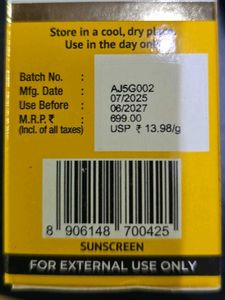 Store in a cool, dry place.
Use in the day only
Batch No. : AJ5G002
Mfg. Date : 07/2025
Use Before : 06/2027
M.R.P. ₹ : 699.00
(Incl. of all taxes) USP ₹ 13.98/g
8 906148 700425
SUNSCREEN
FOR EXTERNAL USE ONLY